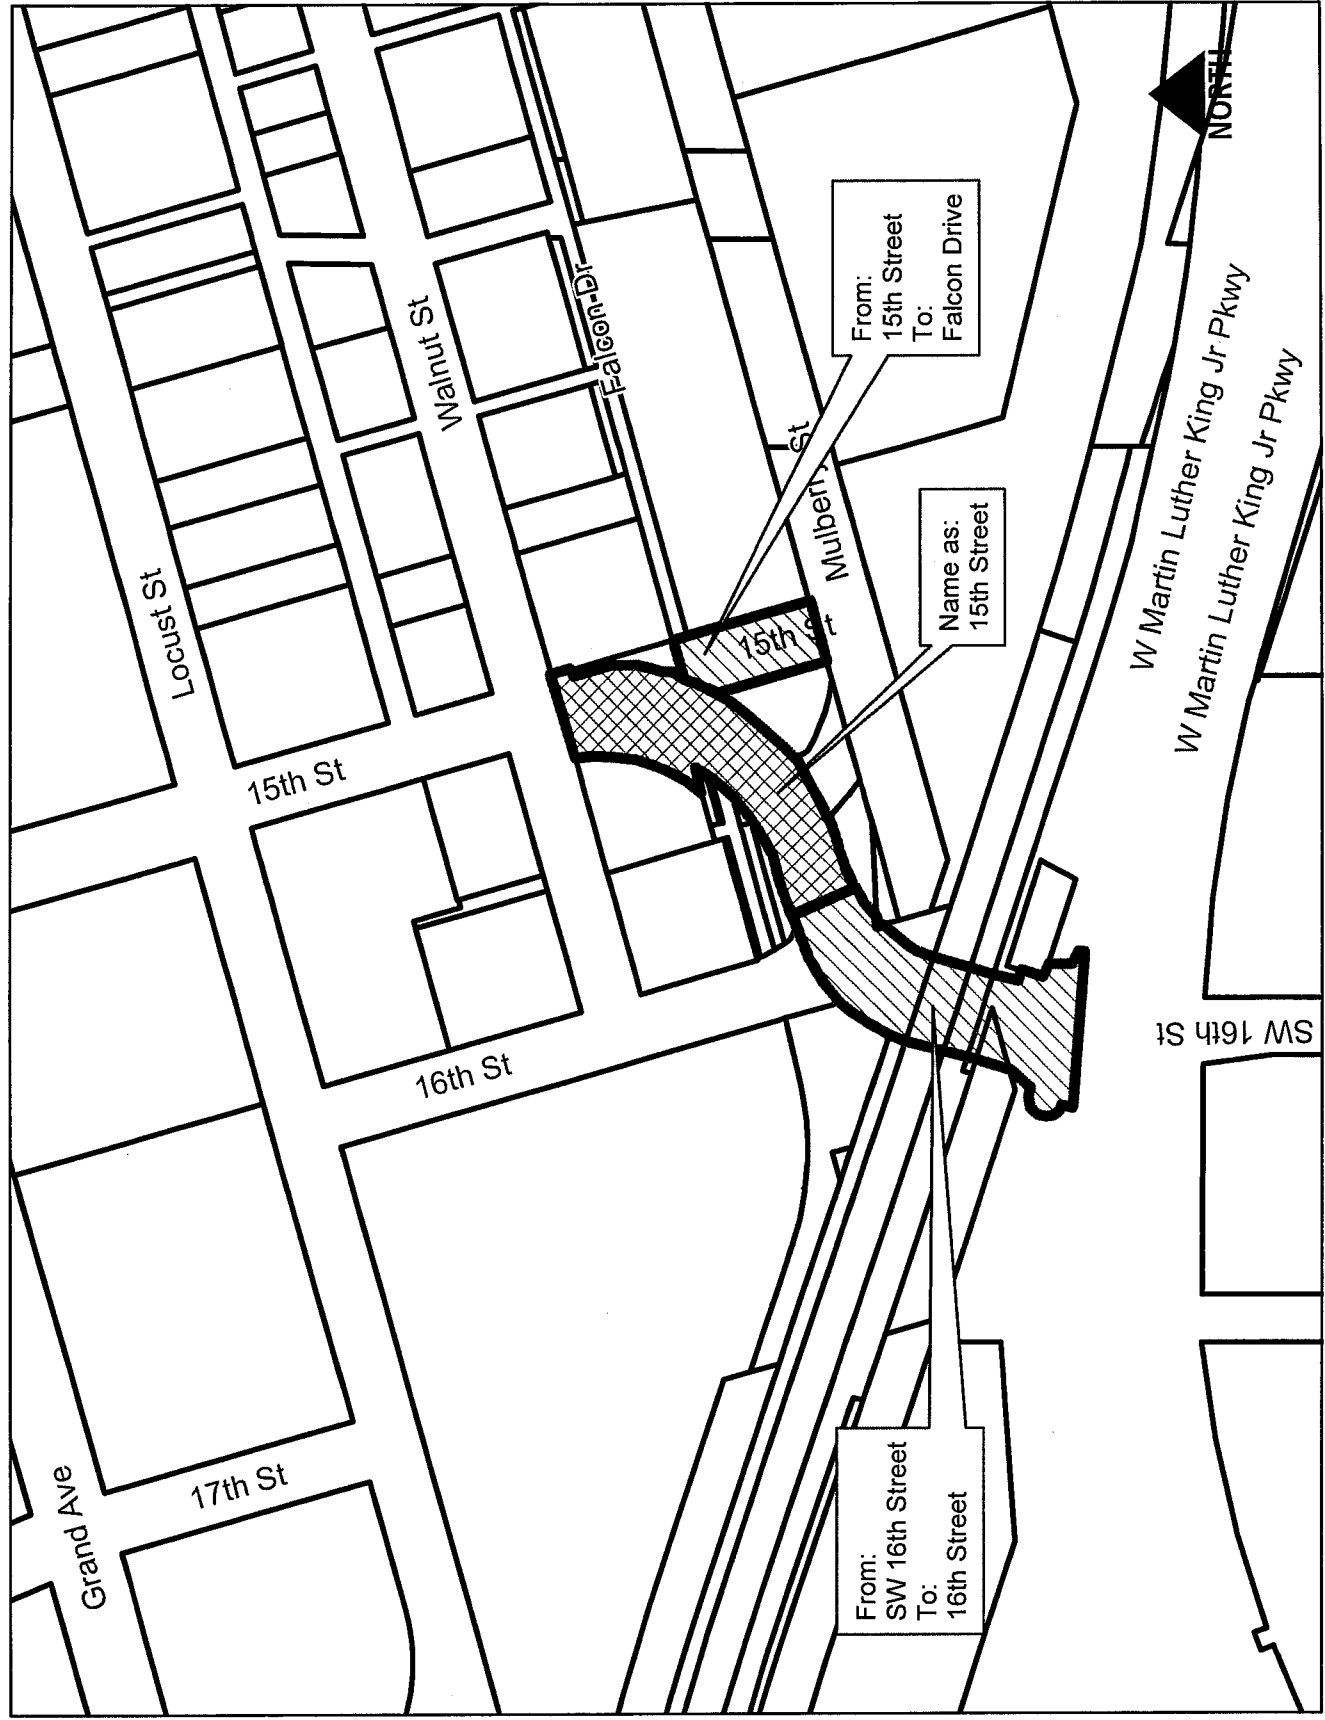 Grand Ave
17th St
16th St
15th St
Locust St
Walnut St
Falcon Dr
Mulberry St
15th St
From:
15th Street
To:
Falcon Drive
Name as:
15th Street
From:
SW 16th Street
To:
16th Street
W Martin Luther King Jr Pkwy
W Martin Luther King Jr Pkwy
SW 16th St
NORTH